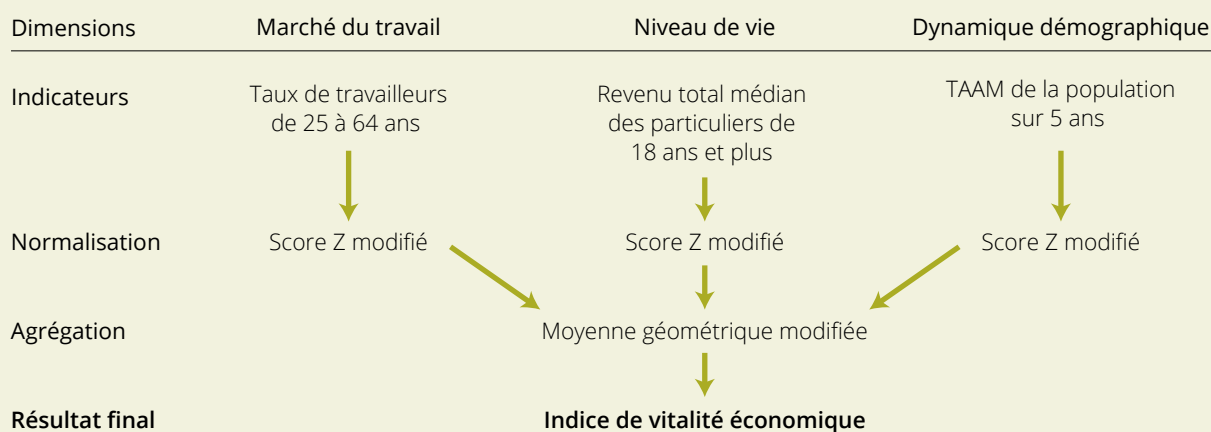 Dimensions Marché du travail Niveau de vie Dynamique démographique
Indicateurs
Taux de travailleurs
de 25 à 64 ans
Revenu total médian
des particuliers de
18 ans et plus
TAAM de la population
sur 5 ans
Normalisation Score Z modifié Score Z modifié Score Z modifié
Agrégation Moyenne géométrique modifiée
Résultat final Indice de vitalité économique